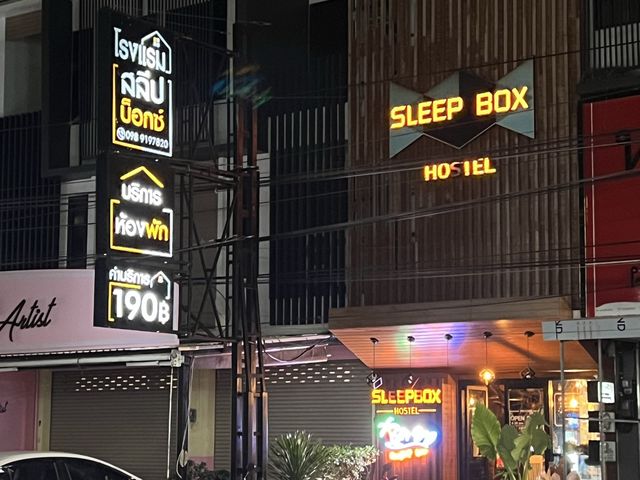 โรงแรม
สลีป
บ็อกซ์
098 9197820
บริการ
ห้องพัก
ค่าบริการ
190฿
SLEEP BOX
HOSTEL
Artist
SLEEPBOX
HOSTEL
OPEN